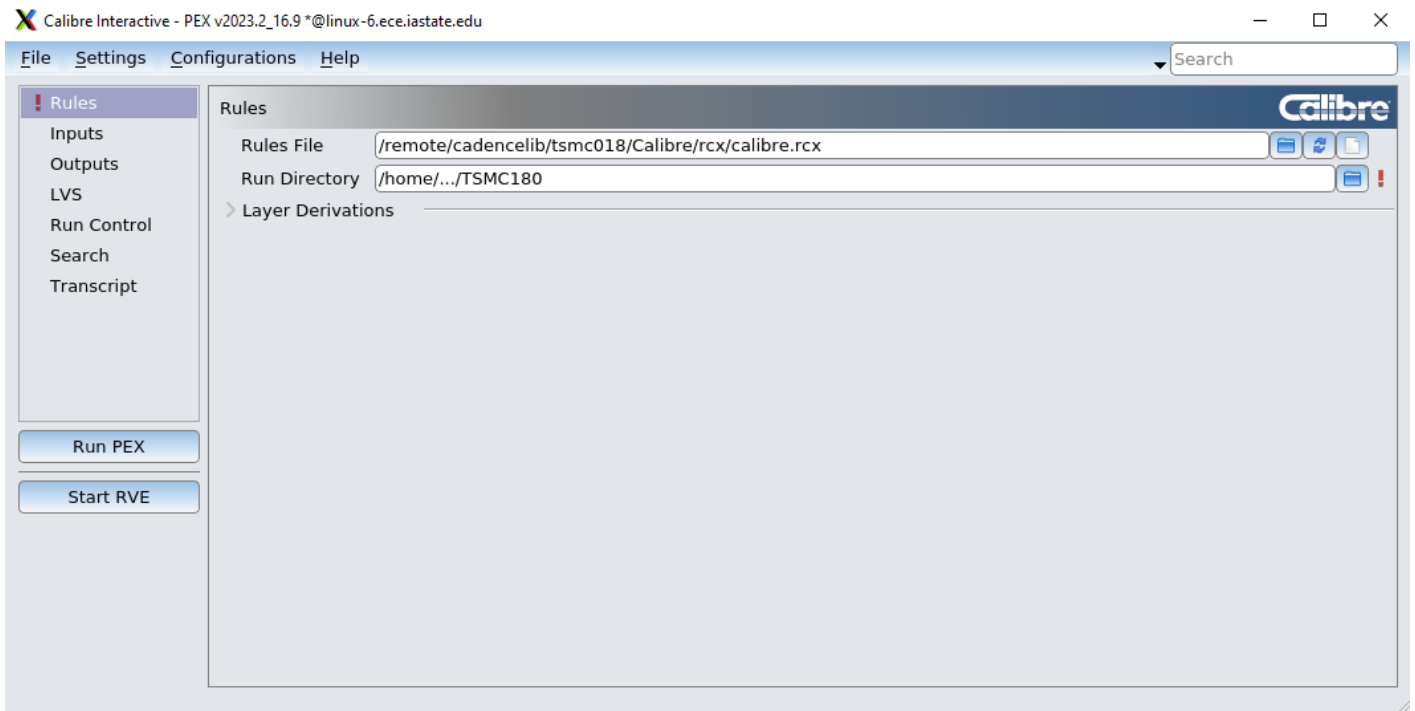 Calibre Interactive - PEX v2023.2_16.9 *@linux-6.ece.iastate.edu
File Settings Configurations Help Search
! Rules
Inputs
Outputs
LVS
Run Control
Search
Transcript
Run PEX
Start RVE
Rules Calibre
Rules File /remote/cadencelib/tsmc018/Calibre/rcx/calibre.rcx
Run Directory /home/.../TSMC180 !
Layer Derivations